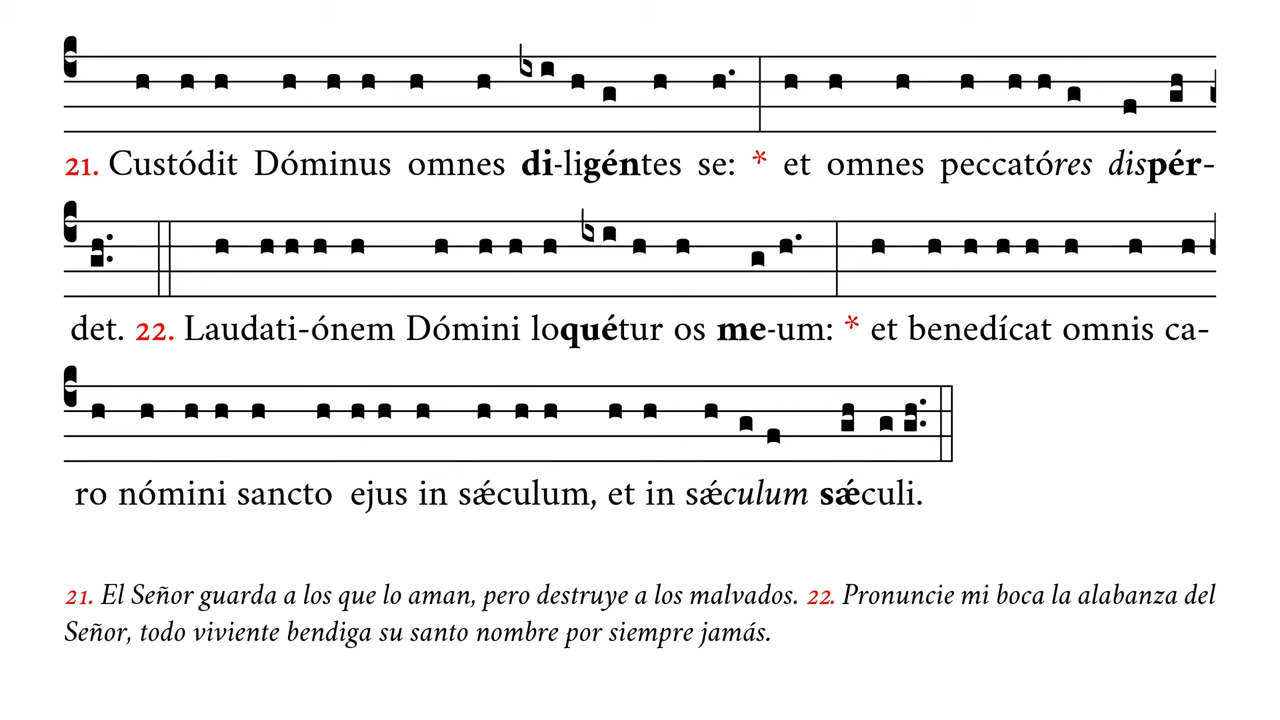 21. Custódit Dóminus omnes di-ligéntes se: * et omnes peccatóres dispér-
det. 22. Laudati-ónem Dómini loquétur os me-um: * et benedícat omnis ca-
ro nómini sancto ejus in sǽculum, et in sǽculum sǽculi.
21. El Señor guarda a los que lo aman, pero destruye a los malvados. 22. Pronuncie mi boca la alabanza del
Señor, todo viviente bendiga su santo nombre por siempre jamás.